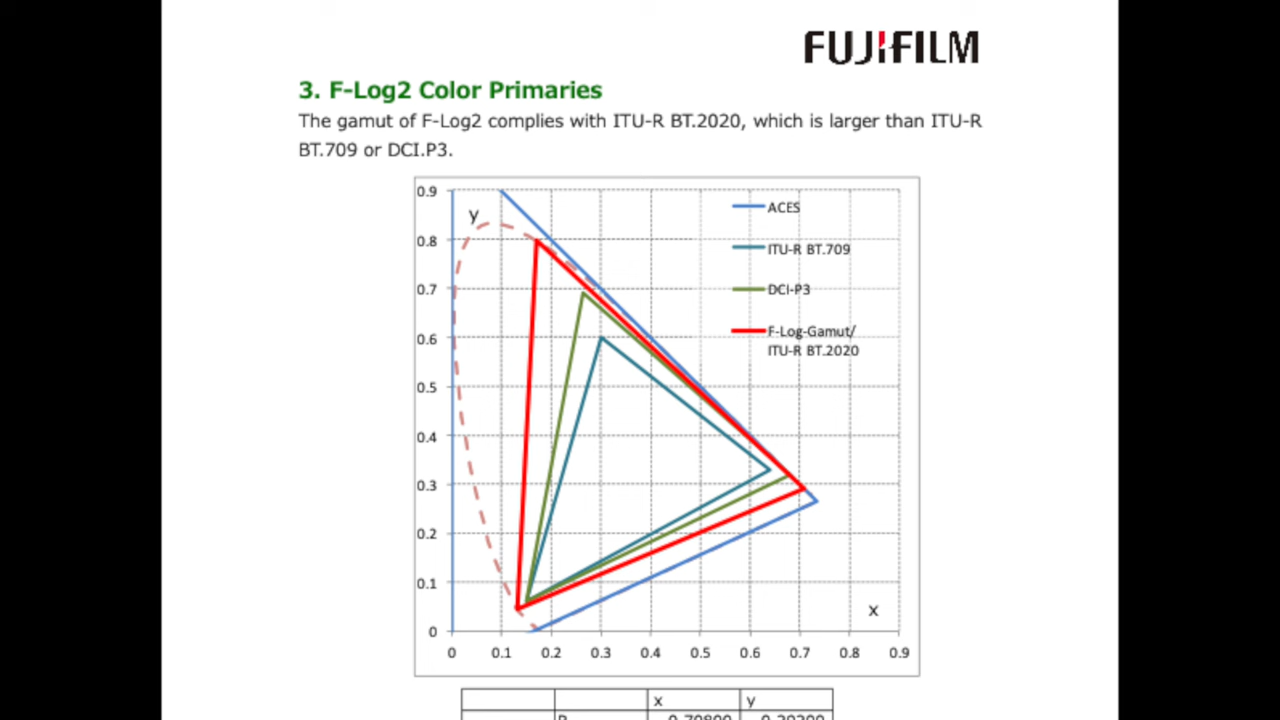 FUJIFILM
3. F-Log2 Color Primaries
The gamut of F-Log2 complies with ITU-R BT.2020, which is larger than ITU-R
BT.709 or DCI.P3.
0.9
y
0.8
0.7
0.6
0.5
0.4
0.3
0.2
0.1
0
ACES
ITU-R BT.709
DCI-P3
F-Log-Gamut/
ITU-R BT.2020
x
0 0.1 0.2 0.3 0.4 0.5 0.6 0.7 0.8 0.9
x y